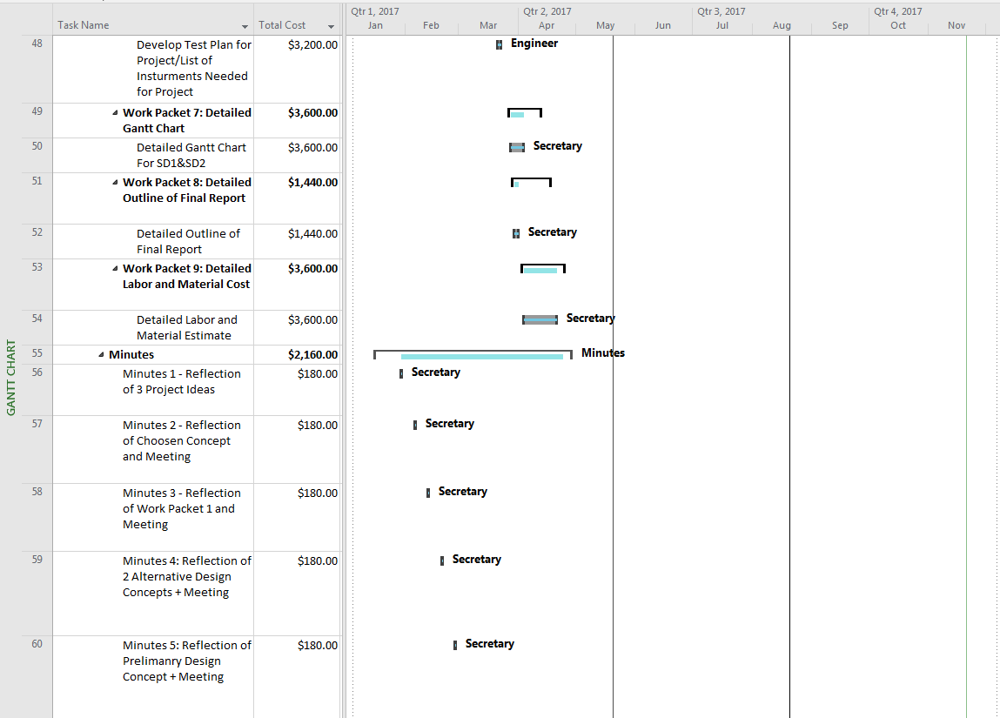 Qtr 1, 2017 Qtr 2, 2017 Qtr 3, 2017 Qtr 4, 2017
Task Name Total Cost Jan Feb Mar Apr May Jun Jul Aug Sep Oct Nov
48 Develop Test Plan for $3,200.00 Engineer
Project/List of
Insturments Needed
for Project
49 Work Packet 7: Detailed $3,600.00
Gantt Chart
50 Detailed Gantt Chart $3,600.00 Secretary
For SD1&SD2
51 Work Packet 8: Detailed $1,440.00
Outline of Final Report
52 Detailed Outline of $1,440.00 Secretary
Final Report
53 Work Packet 9: Detailed $3,600.00
Labor and Material Cost
54 Detailed Labor and $3,600.00 Secretary
Material Estimate
55 Minutes $2,160.00 Minutes
56 Minutes 1 - Reflection $180.00 Secretary
of 3 Project Ideas
57 Minutes 2 - Reflection $180.00 Secretary
of Choosen Concept
and Meeting
58 Minutes 3 - Reflection $180.00 Secretary
of Work Packet 1 and
Meeting
59 Minutes 4: Reflection of $180.00 Secretary
2 Alternative Design
Concepts + Meeting
60 Minutes 5: Reflection of $180.00 Secretary
Prelimanry Design
Concept + Meeting
GANTT CHART